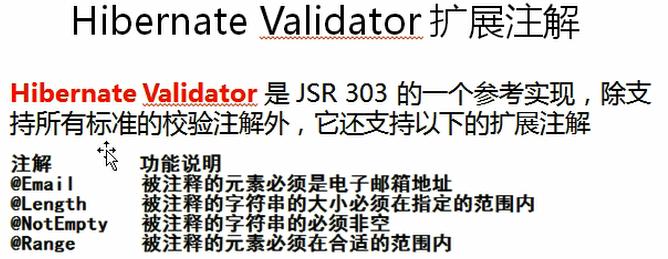 Hibernate Validator 扩展注解
Hibernate Validator 是 JSR 303 的一个参考实现，除支
持所有标准的校验注解外，它还支持以下的扩展注解
注解 功能说明
@Email 被注释的元素必须是电子邮箱地址
@Length 被注释的字符串的大小必须在指定的范围内
@NotEmpty 被注释的字符串的必须非空
@Range 被注释的元素必须在合适的范围内